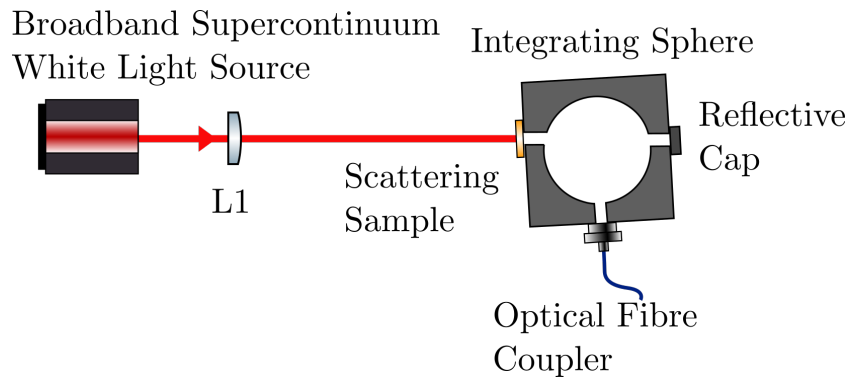 Broadband Supercontinuum
White Light Source
Integrating Sphere
Reflective
Cap
L1
Scattering
Sample
Optical Fibre
Coupler